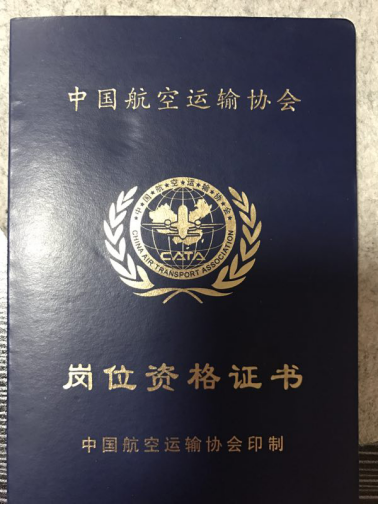 中国航空运输协会
中★国★航★空★运★输★协★会
CHINA AIR TRANSPORT ASSOCIATION
CATA
岗位资格证书
中国航空运输协会印制